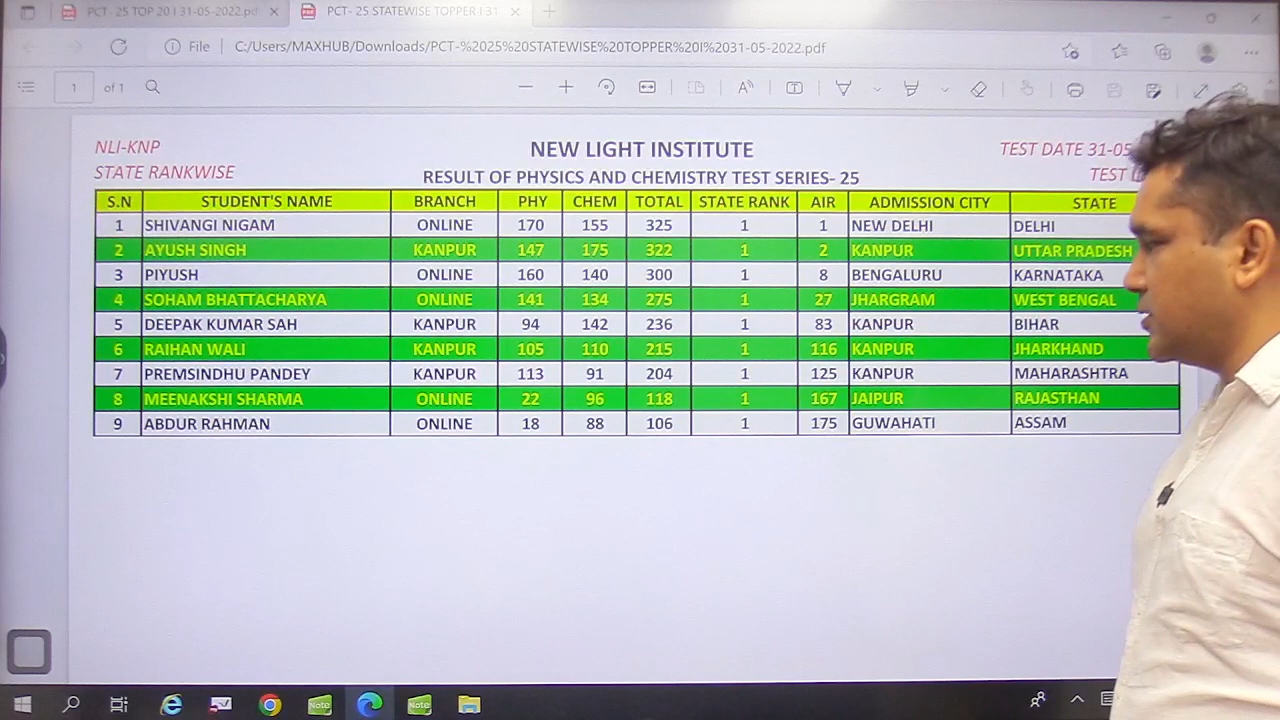 PCT- 25 TOP 20 I 31-05-2022.pd
PCT- 25 STATEWISE TOPPER I 31
File C:/Users/MAXHUB/Downloads/PCT-%2025%20STATEWISE%20TOPPER%20I%2031-05-2022.pdf
1 of 1
NLI-KNP NEW LIGHT INSTITUTE TEST DATE 31-05
STATE RANKWISE RESULT OF PHYSICS AND CHEMISTRY TEST SERIES- 25 TEST
S.N STUDENT'S NAME BRANCH PHY CHEM TOTAL STATE RANK AIR ADMISSION CITY STATE
1 SHIVANGI NIGAM ONLINE 170 155 325 1 1 NEW DELHI DELHI
2 AYUSH SINGH KANPUR 147 175 322 1 2 KANPUR UTTAR PRADESH
3 PIYUSH ONLINE 160 140 300 1 8 BENGALURU KARNATAKA
4 SOHAM BHATTACHARYA ONLINE 141 134 275 1 27 JHARGRAM WEST BENGAL
5 DEEPAK KUMAR SAH KANPUR 94 142 236 1 83 KANPUR BIHAR
6 RAIHAN WALI KANPUR 105 110 215 1 116 KANPUR JHARKHAND
7 PREMSINDHU PANDEY KANPUR 113 91 204 1 125 KANPUR MAHARASHTRA
8 MEENAKSHI SHARMA ONLINE 22 96 118 1 167 JAIPUR RAJASTHAN
9 ABDUR RAHMAN ONLINE 18 88 106 1 175 GUWAHATI ASSAM
Note Note